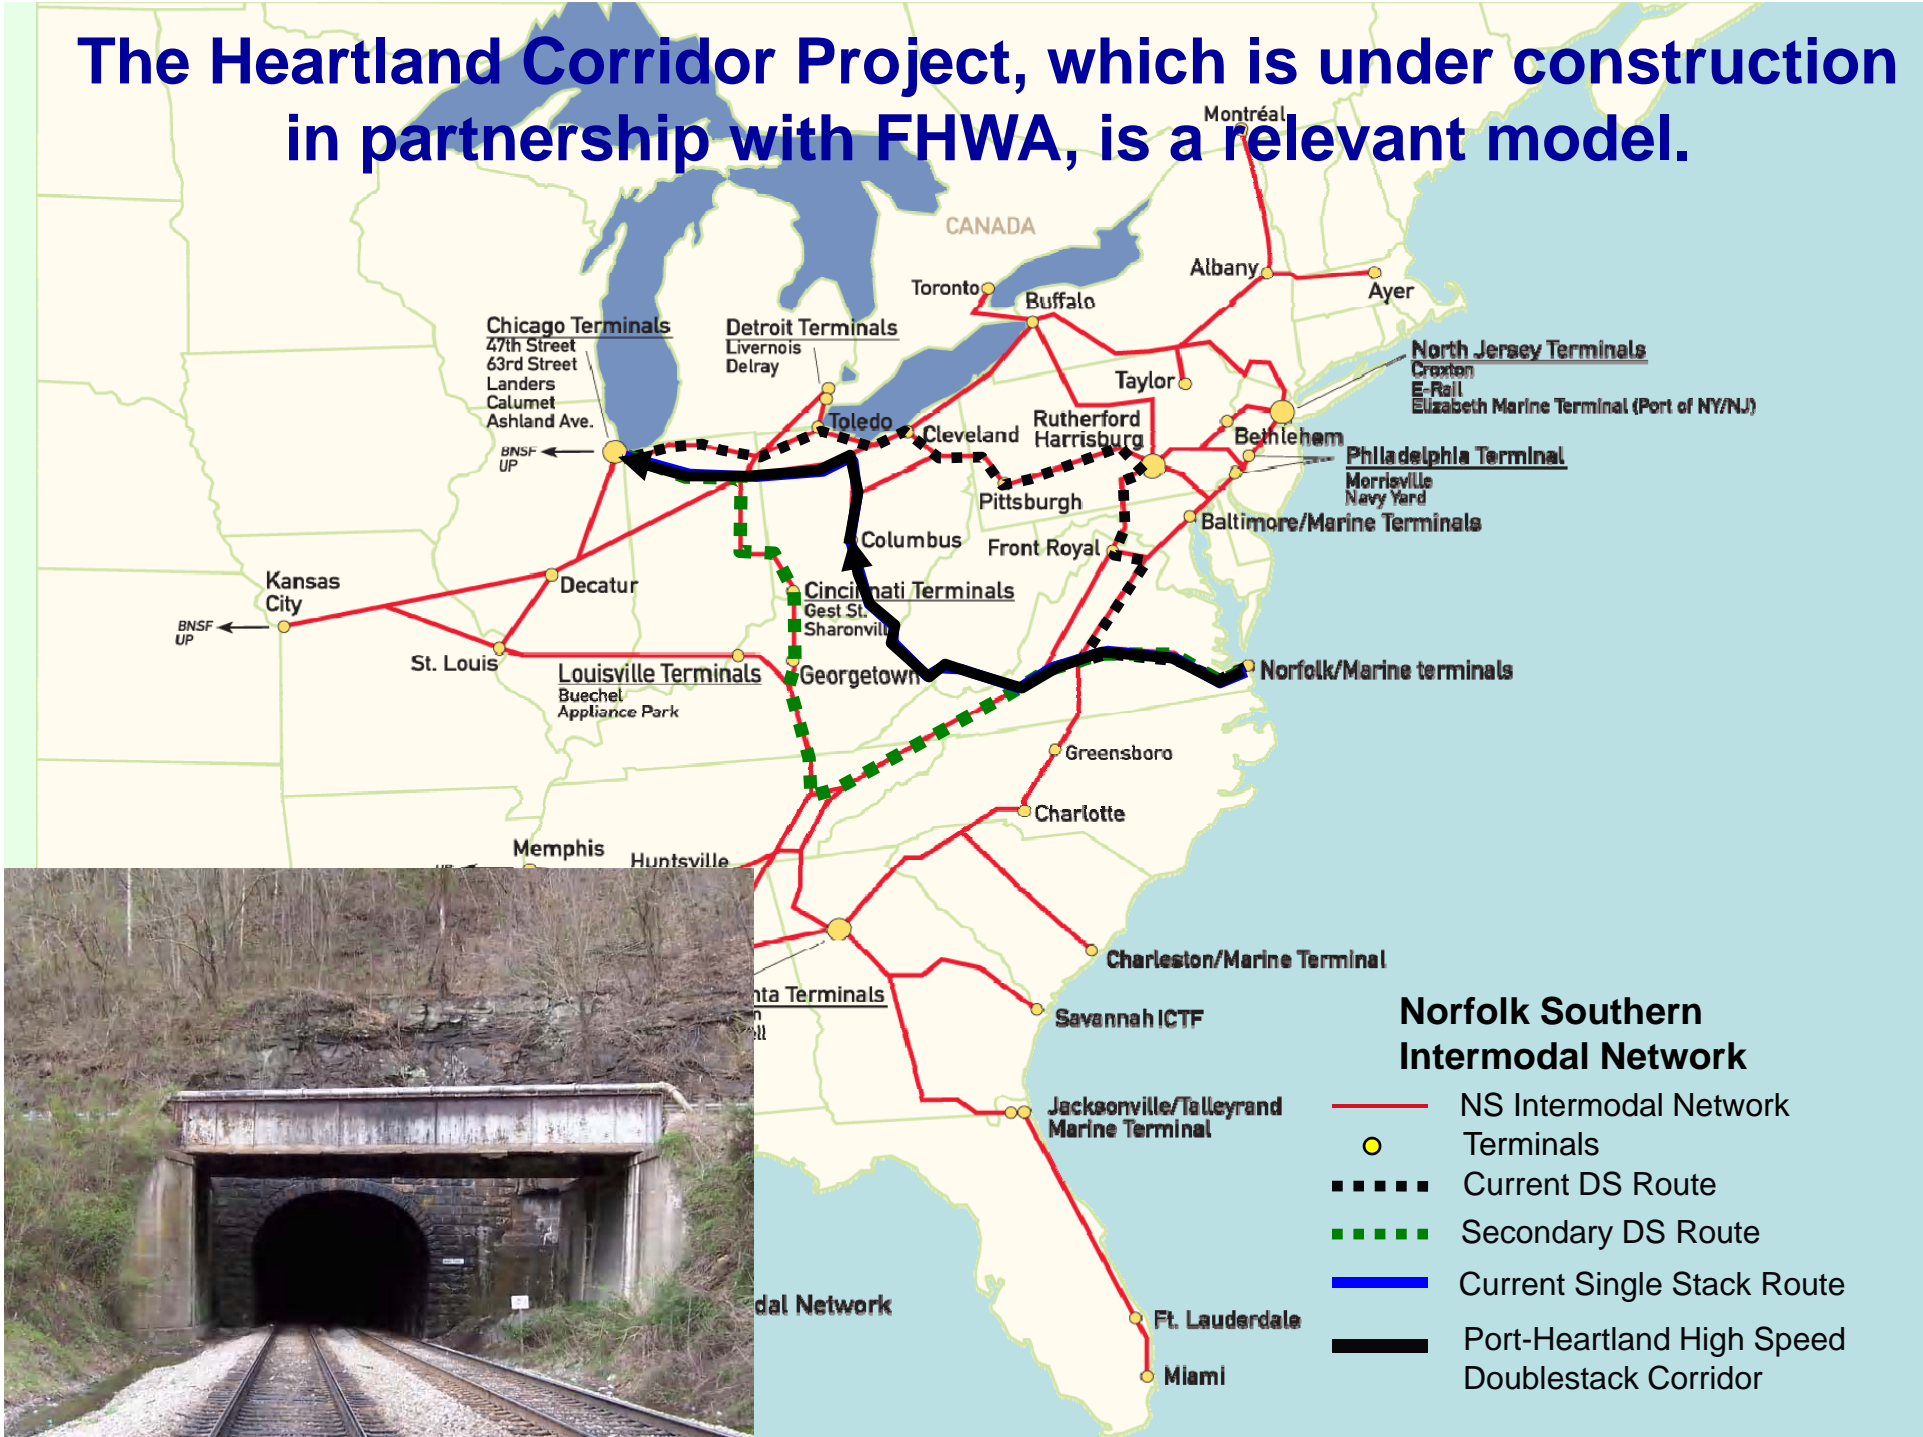 The Heartland Corridor Project, which is under construction
in partnership with FHWA, is a relevant model.
Montréal
CANADA
Albany
Ayer
Toronto
Buffalo
Chicago Terminals
47th Street
63rd Street
Landers
Calumet
Ashland Ave.
BNSF
UP
Detroit Terminals
Livernois
Delray
North Jersey Terminals
Croxton
E-Rail
Elizabeth Marine Terminal (Port of NY/NJ)
Taylor
Toledo
Cleveland
Rutherford
Harrisburg
Bethlehem
Philadelphia Terminal
Morrisville
Navy Yard
Pittsburgh
Baltimore/Marine Terminals
Columbus
Front Royal
Kansas
City
BNSF
UP
Decatur
Cincinnati Terminals
Gest St.
Sharonville
St. Louis
Louisville Terminals
Buechel
Appliance Park
Georgetown
Norfolk/Marine terminals
Greensboro
Charlotte
Memphis
Huntsville
Charleston/Marine Terminal
nta Terminals
n
ell
Savannah ICTF
Jacksonville/Talleyrand
Marine Terminal
dal Network
Ft. Lauderdale
Miami
Norfolk Southern
Intermodal Network
NS Intermodal Network
Terminals
Current DS Route
Secondary DS Route
Current Single Stack Route
Port-Heartland High Speed
Doublestack Corridor